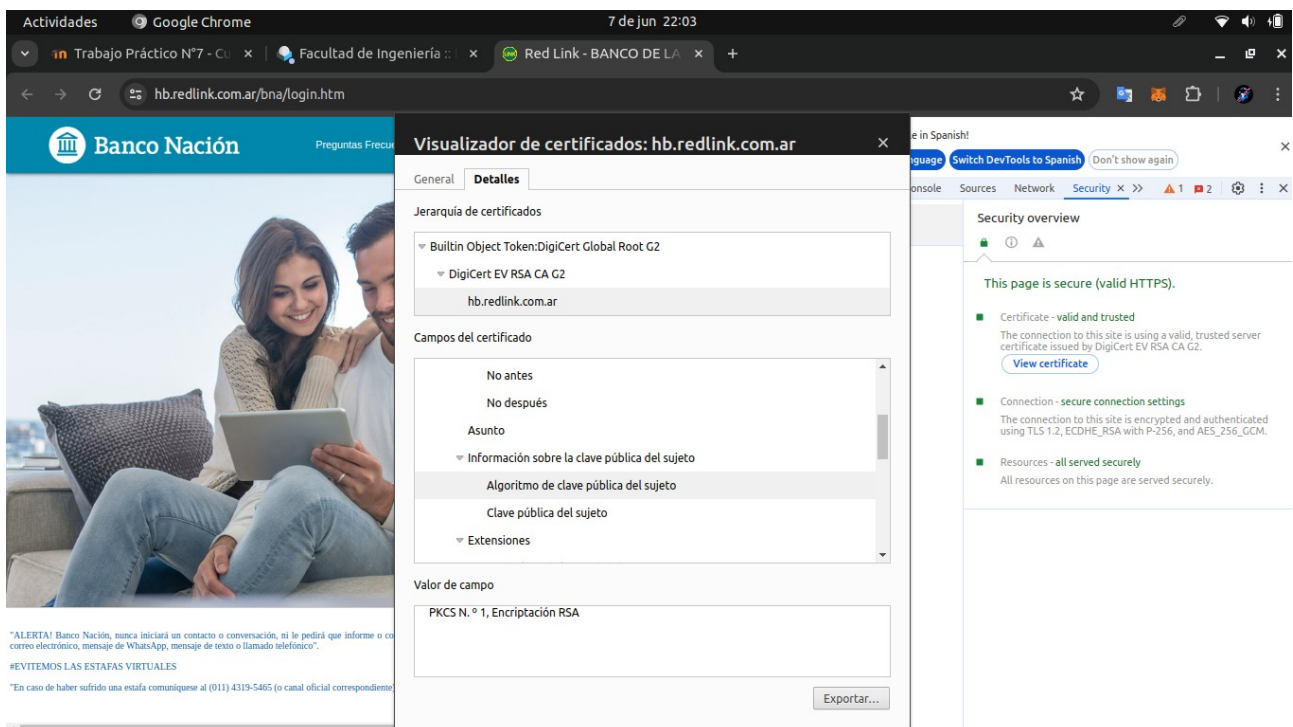 Actividades
Google Chrome
7 de jun 22:03
Trabajo Práctico N°7 - Cu
Facultad de Ingeniería ::
Red Link - BANCO DE LA
hb.redlink.com.ar/bna/login.htm
Banco Nación
Preguntas Frecue
Visualizador de certificados: hb.redlink.com.ar
General
Detalles
Jerarquía de certificados
Builtin Object Token:DigiCert Global Root G2
DigiCert EV RSA CA G2
hb.redlink.com.ar
Campos del certificado
No antes
No después
Asunto
Información sobre la clave pública del sujeto
Algoritmo de clave pública del sujeto
Clave pública del sujeto
Extensiones
Valor de campo
PKCS N. º 1, Encriptación RSA
Exportar...
"ALERTA! Banco Nación, nunca iniciará un contacto o conversación, ni le pedirá que informe o co
correo electrónico, mensaje de WhatsApp, mensaje de texto o llamado telefónico".
#EVITEMOS LAS ESTAFAS VIRTUALES
"En caso de haber sufrido una estafa comuniquese al (011) 4319-5465 (o canal oficial correspondiente)
e in Spanish!
nguage
Switch DevTools to Spanish
Don't show again
onsole
Sources
Network
Security
1
2
Security overview
This page is secure (valid HTTPS).
Certificate - valid and trusted
The connection to this site is using a valid, trusted server
certificate issued by DigiCert EV RSA CA G2.
View certificate
Connection - secure connection settings
The connection to this site is encrypted and authenticated
using TLS 1.2, ECDHE_RSA with P-256, and AES_256_GCM.
Resources - all served securely
All resources on this page are served securely.